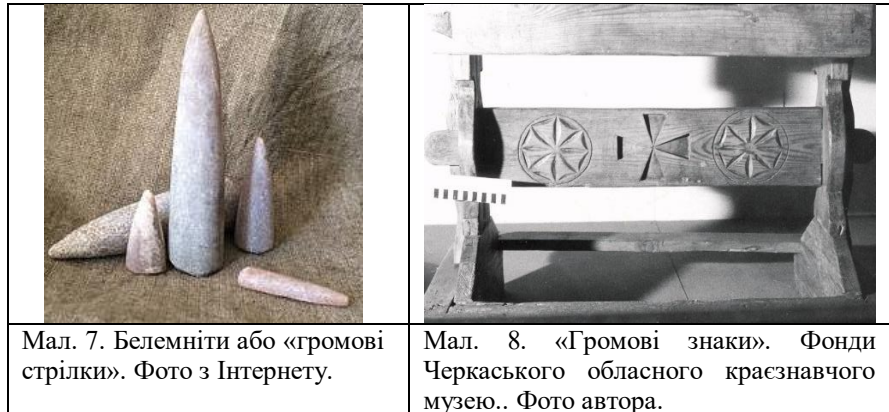 Мал. 7. Белемніти або «громові
стрілки». Фото з Інтернету.
Мал. 8. «Громові знаки». Фонди
Черкаського обласного краєзнавчого
музею.. Фото автора.